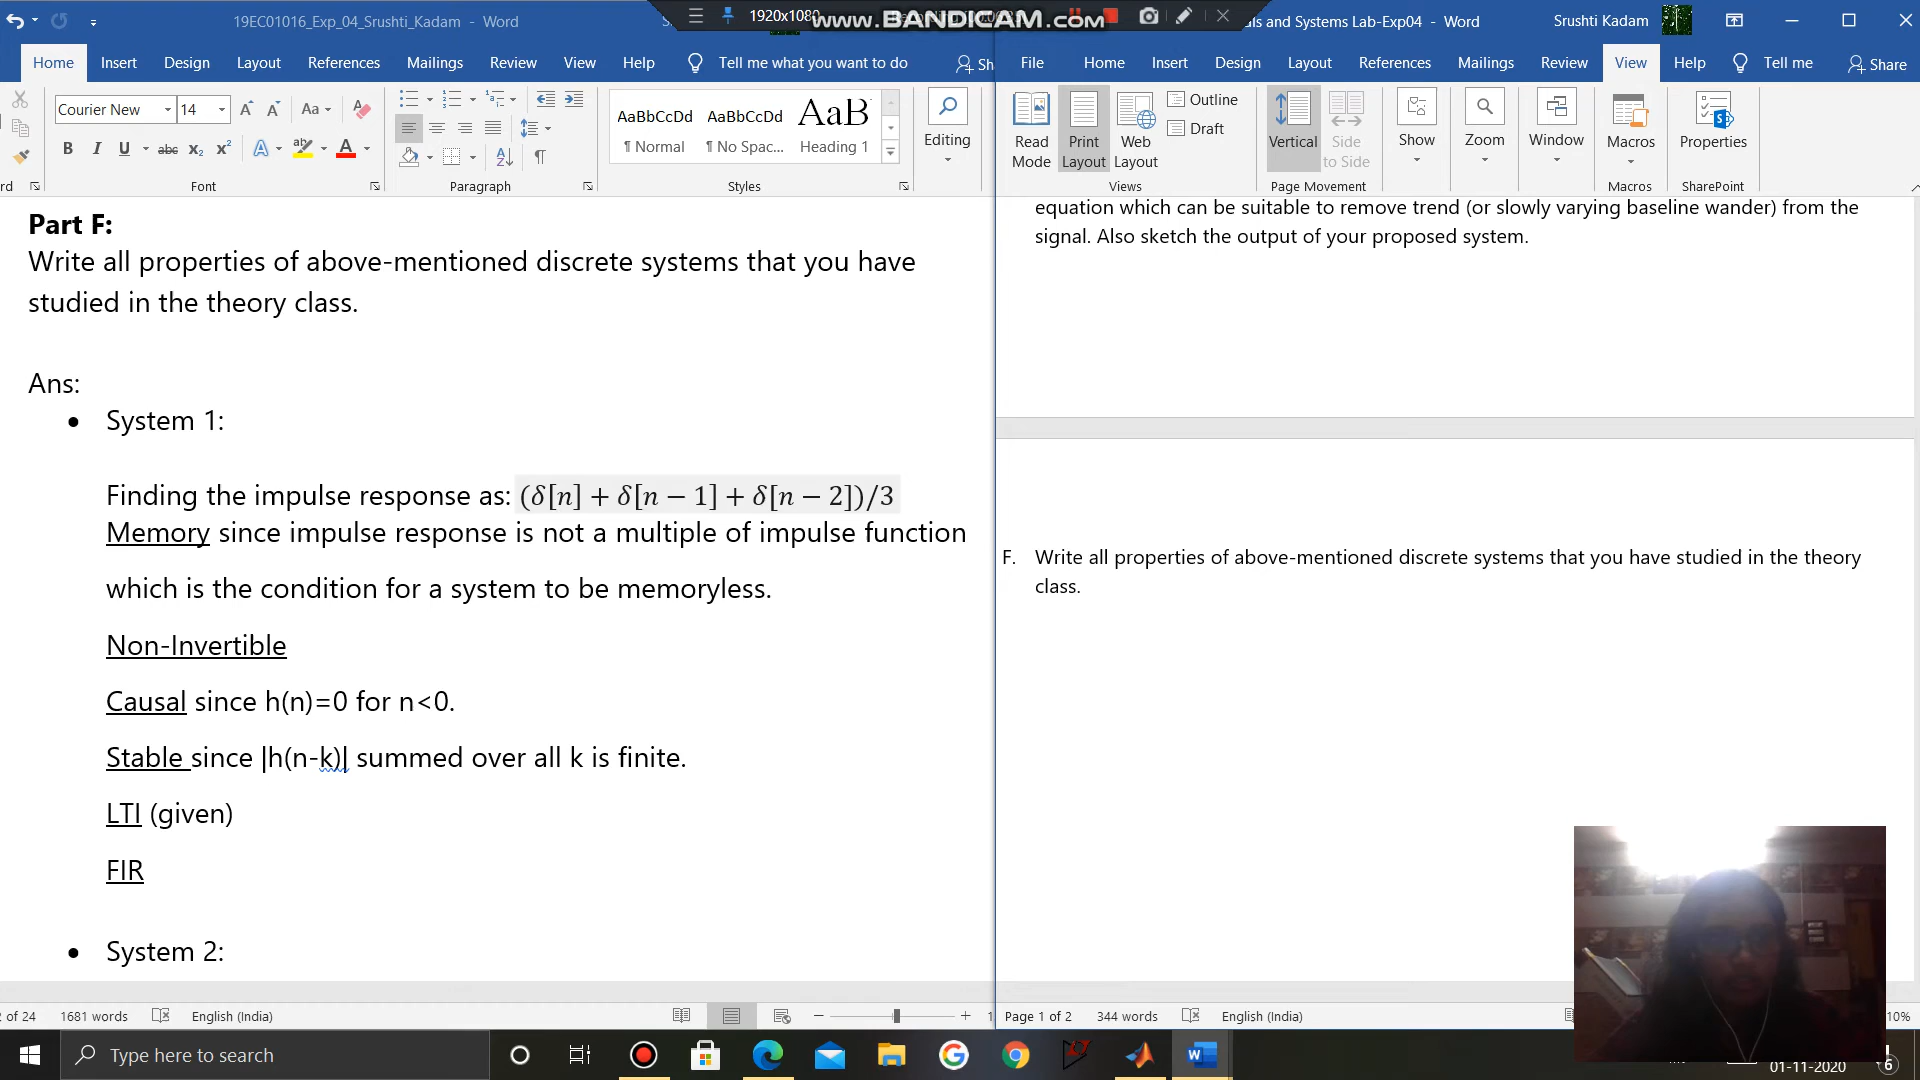 19EC01016_Exp_04_Srushti_Kadam - Word
1920x1080
www.BANDICAM.com
and Systems Lab-Exp04 - Word
Srushti Kadam
Home Insert Design Layout References Mailings Review View Help Tell me what you want to do
File Home Insert Design Layout References Mailings Review View Help Tell me Share
Courier New 14 Aa
B I U abc x₂ x² A ab A
AaBbCcDd AaBbCcDd AaB
¶ Normal ¶ No Spac... Heading 1
Editing
Font Paragraph Styles
Read Mode Print Layout Web Layout Outline Draft
Vertical Side to Side
Show Zoom Window Macros Properties
Views Page Movement Macros SharePoint
Part F:
Write all properties of above-mentioned discrete systems that you have
studied in the theory class.
Ans:
• System 1:
Finding the impulse response as: (δ[n] + δ[n − 1] + δ[n − 2])/3
Memory since impulse response is not a multiple of impulse function
which is the condition for a system to be memoryless.
Non-Invertible
Causal since h(n)=0 for n<0.
Stable since |h(n-k)| summed over all k is finite.
LTI (given)
FIR
• System 2:
equation which can be suitable to remove trend (or slowly varying baseline wander) from the
signal. Also sketch the output of your proposed system.
F. Write all properties of above-mentioned discrete systems that you have studied in the theory
class.
of 24 1681 words English (India)
Page 1 of 2 344 words English (India)
Type here to search
01-11-2020